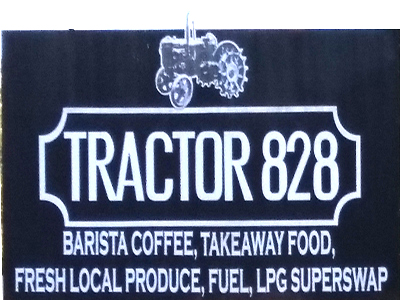 TRACTOR 828
BARISTA COFFEE, TAKEAWAY FOOD,
FRESH LOCAL PRODUCE, FUEL, LPG SUPERSWAP